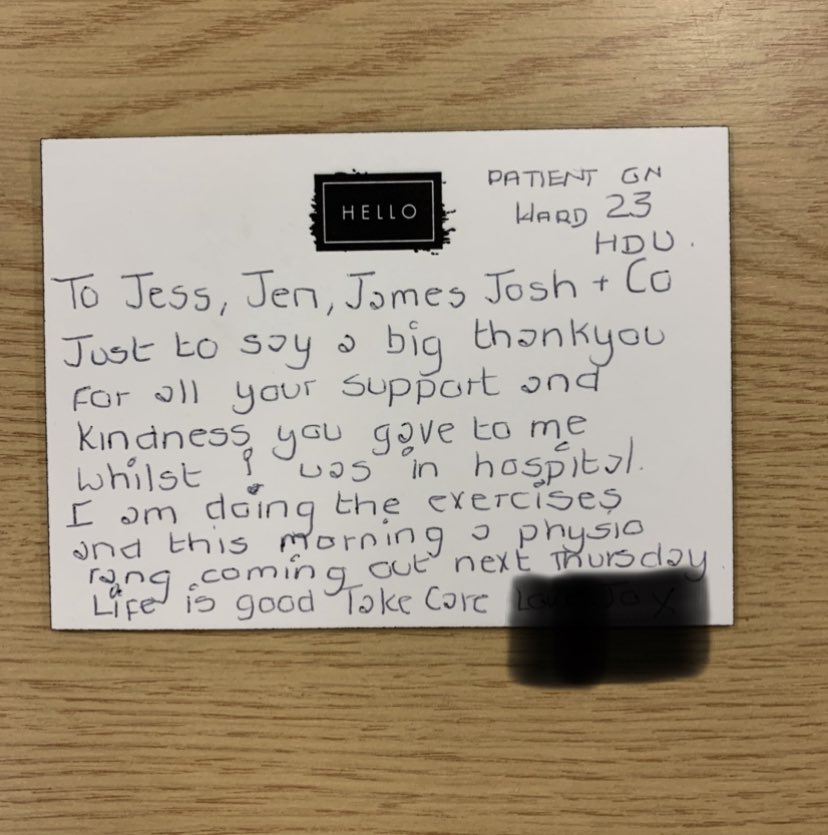 HELLO
PATIENT ON
WARD 23
HDU.
To Jess, Jen, James Josh + Co
Just to say a big thankyou
For all your support and
Kindness you gave to me
whilst I was in hospital.
I am doing the exercises
and this morning a physio
rang coming out next Thursday
Life is good Take Care